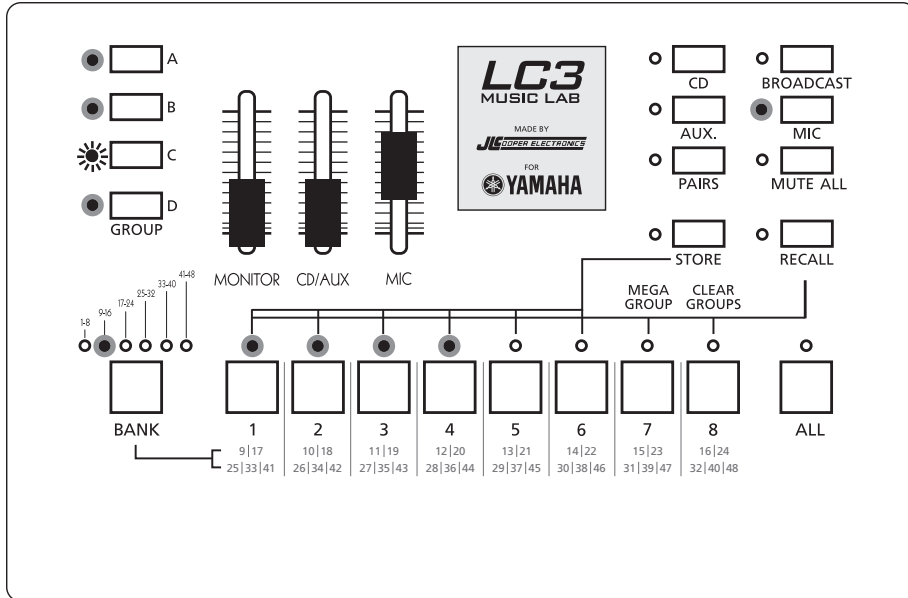 A
B
C
D
GROUP
MONITOR
CD/AUX
MIC
LC3
MUSIC LAB
MADE BY
JLCOOPER ELECTRONICS
FOR
YAMAHA
CD
BROADCAST
AUX.
MIC
PAIRS
MUTE ALL
STORE
RECALL
MEGA
GROUP
CLEAR
GROUPS
1-8
9-16
17-24
25-32
33-40
41-48
BANK
1
2
3
4
5
6
7
8
ALL
9|17
10|18
11|19
12|20
13|21
14|22
15|23
16|24
25|33|41
26|34|42
27|35|43
28|36|44
29|37|45
30|38|46
31|39|47
32|40|48